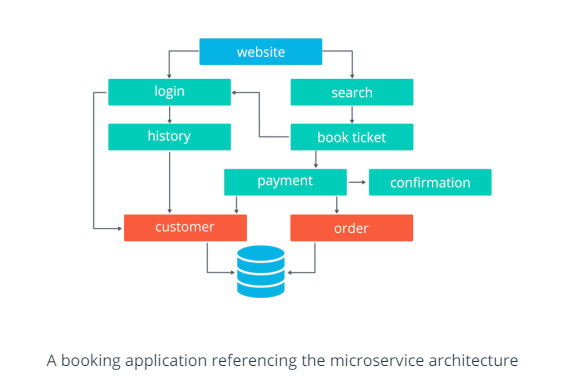 website
login
search
history
book ticket
payment
confirmation
customer
order
A booking application referencing the microservice architecture